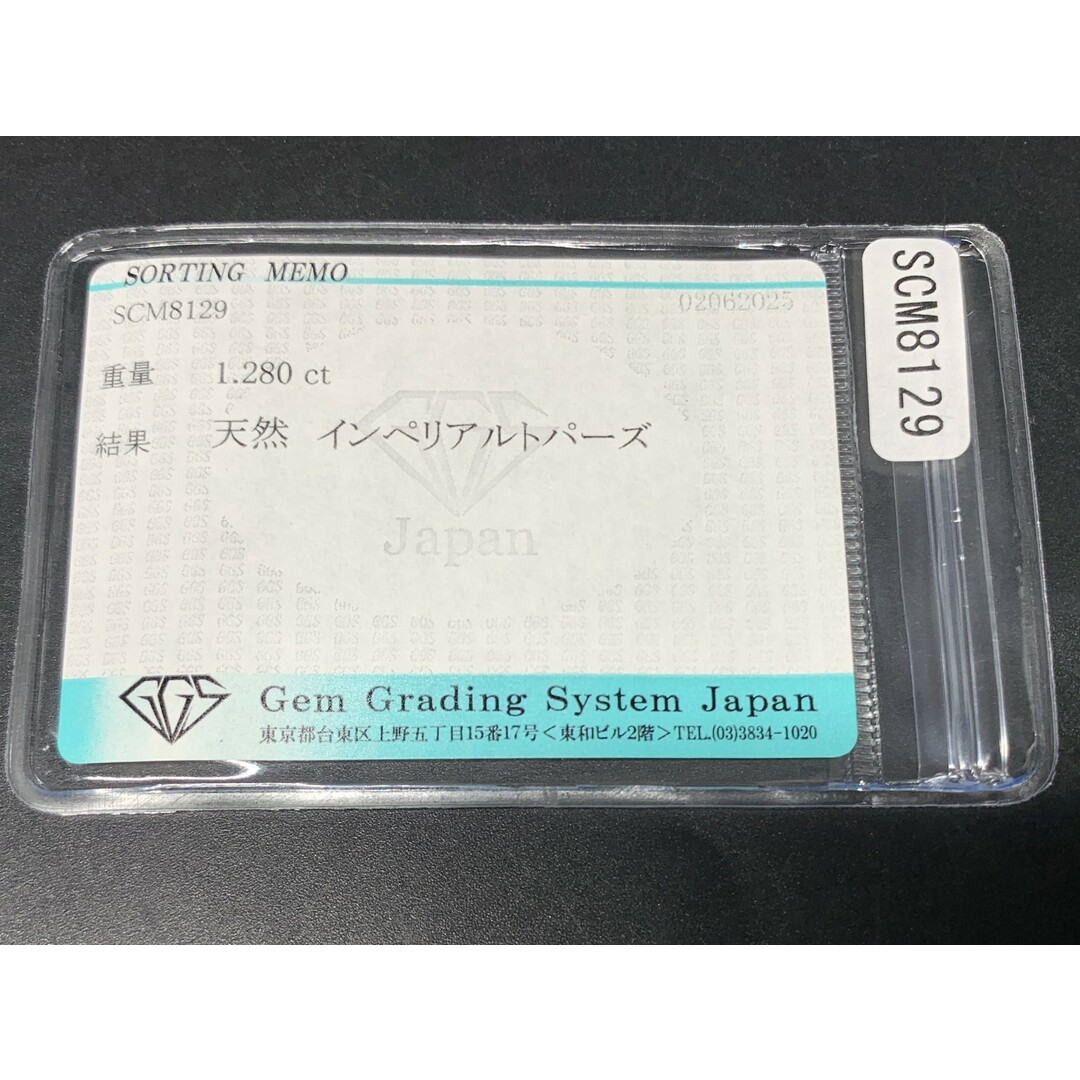 SORTING MEMO
SCM8129
02062025
重量 1.280 ct
結果 天然 インペリアルトパーズ
GGS
Japan
GGS
Gem Grading System Japan
東京都台東区上野五丁目15番17号＜東和ビル2階＞TEL.(03)3834-1020
SCM8129